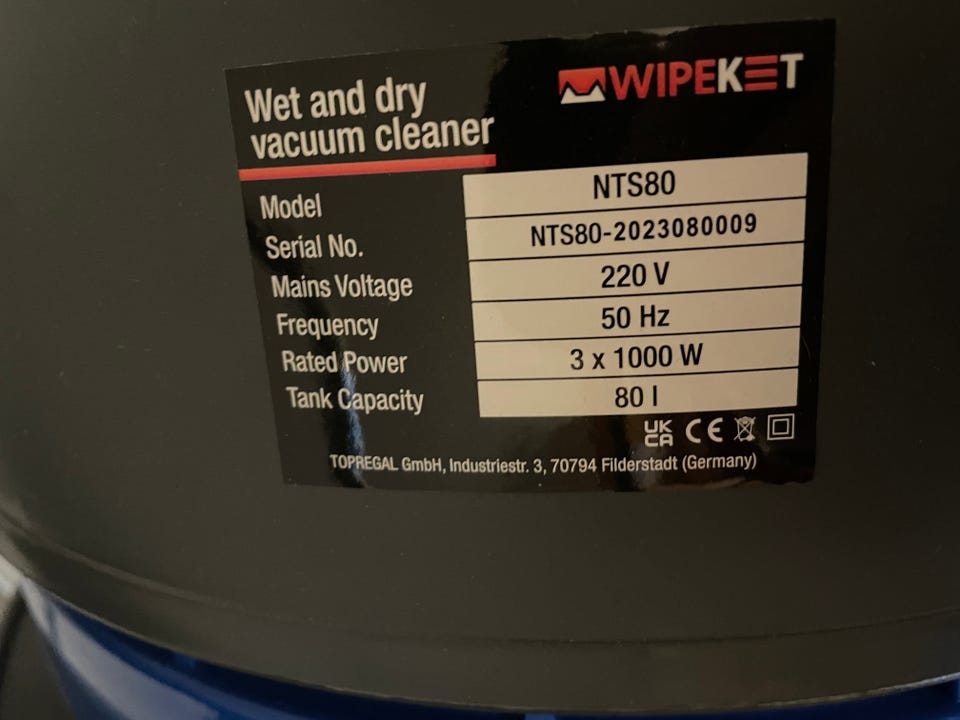 Wet and dry
vacuum cleaner
WIPEKET
Model NTS80
Serial No. NTS80-2023080009
Mains Voltage 220 V
Frequency 50 Hz
Rated Power 3 x 1000 W
Tank Capacity 80 l
UK
CA CE
TOPREGAL GmbH, Industriestr. 3, 70794 Filderstadt (Germany)